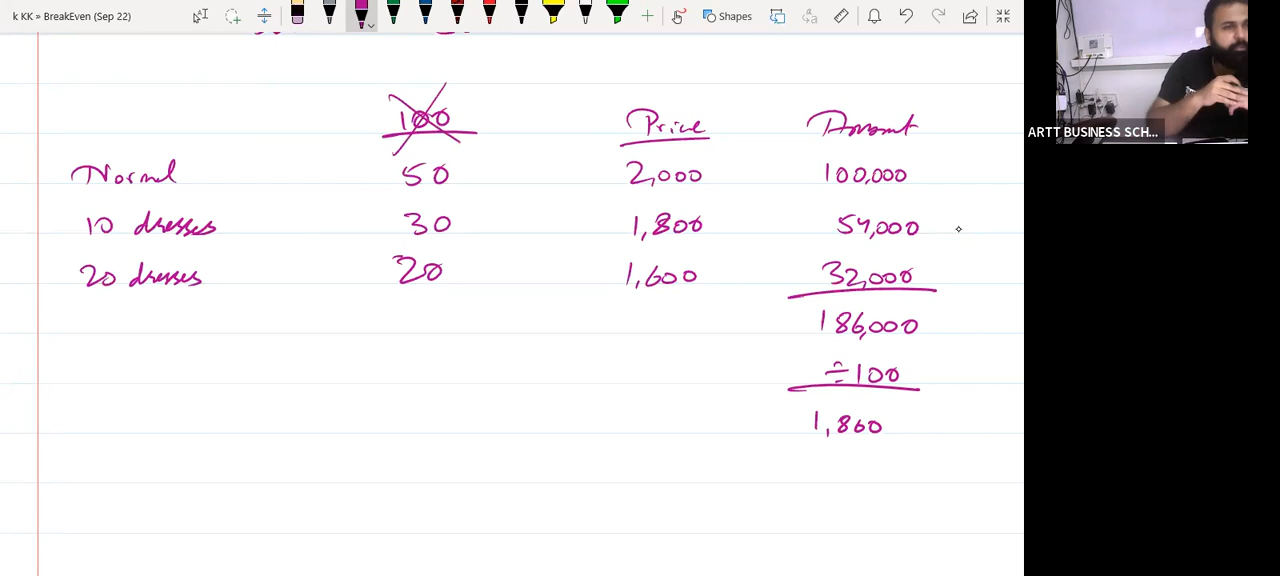 k KK » BreakEven (Sep 22)
Shapes
ARTT BUSINESS SCH...
100 Price Amount
Normal 50 2,000 100,000
10 dresses 30 1,800 54,000
20 dresses 20 1,600 32,000
186,000
÷100
1,860